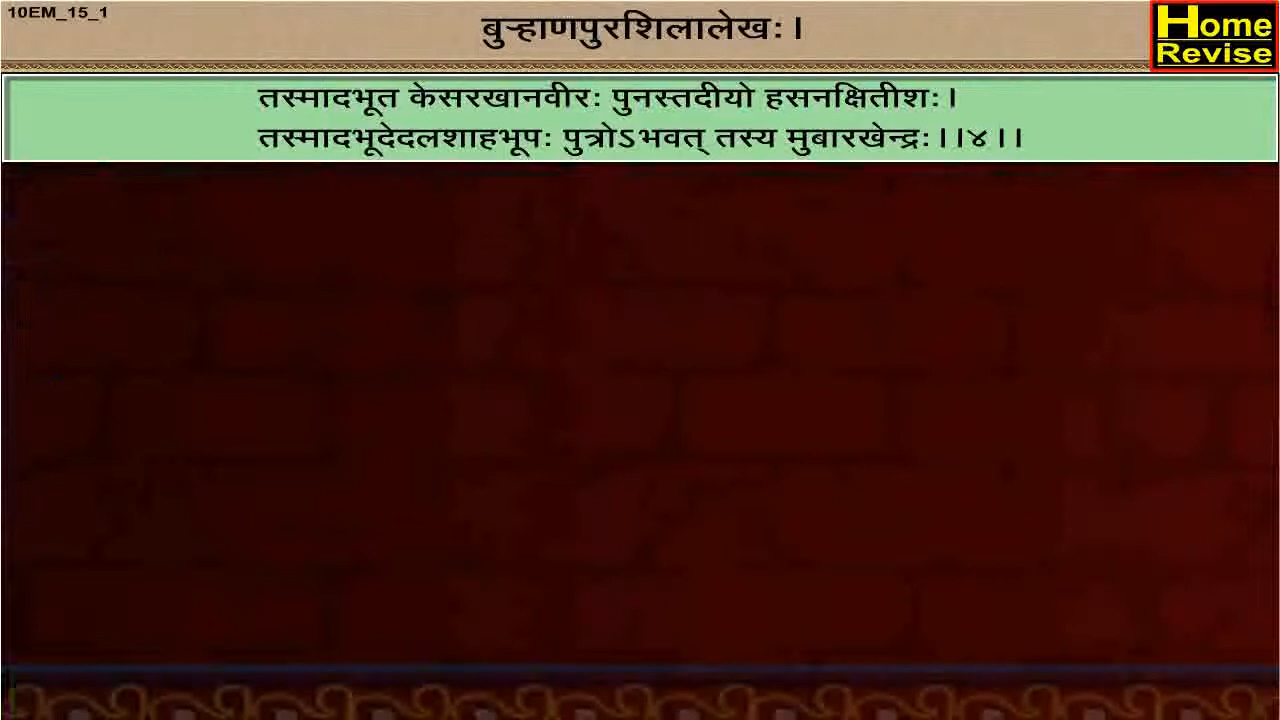 10EM_15_1
बुऱ्हाणपुरशिलालेखः।
Home
Revise
तस्मादभूत केसरखानवीरः पुनस्तदीयो हसनक्षितीशः।
तस्मादभूदेदलशाहभूपः पुत्रोऽभवत् तस्य मुबारखेन्द्रः।।४।।